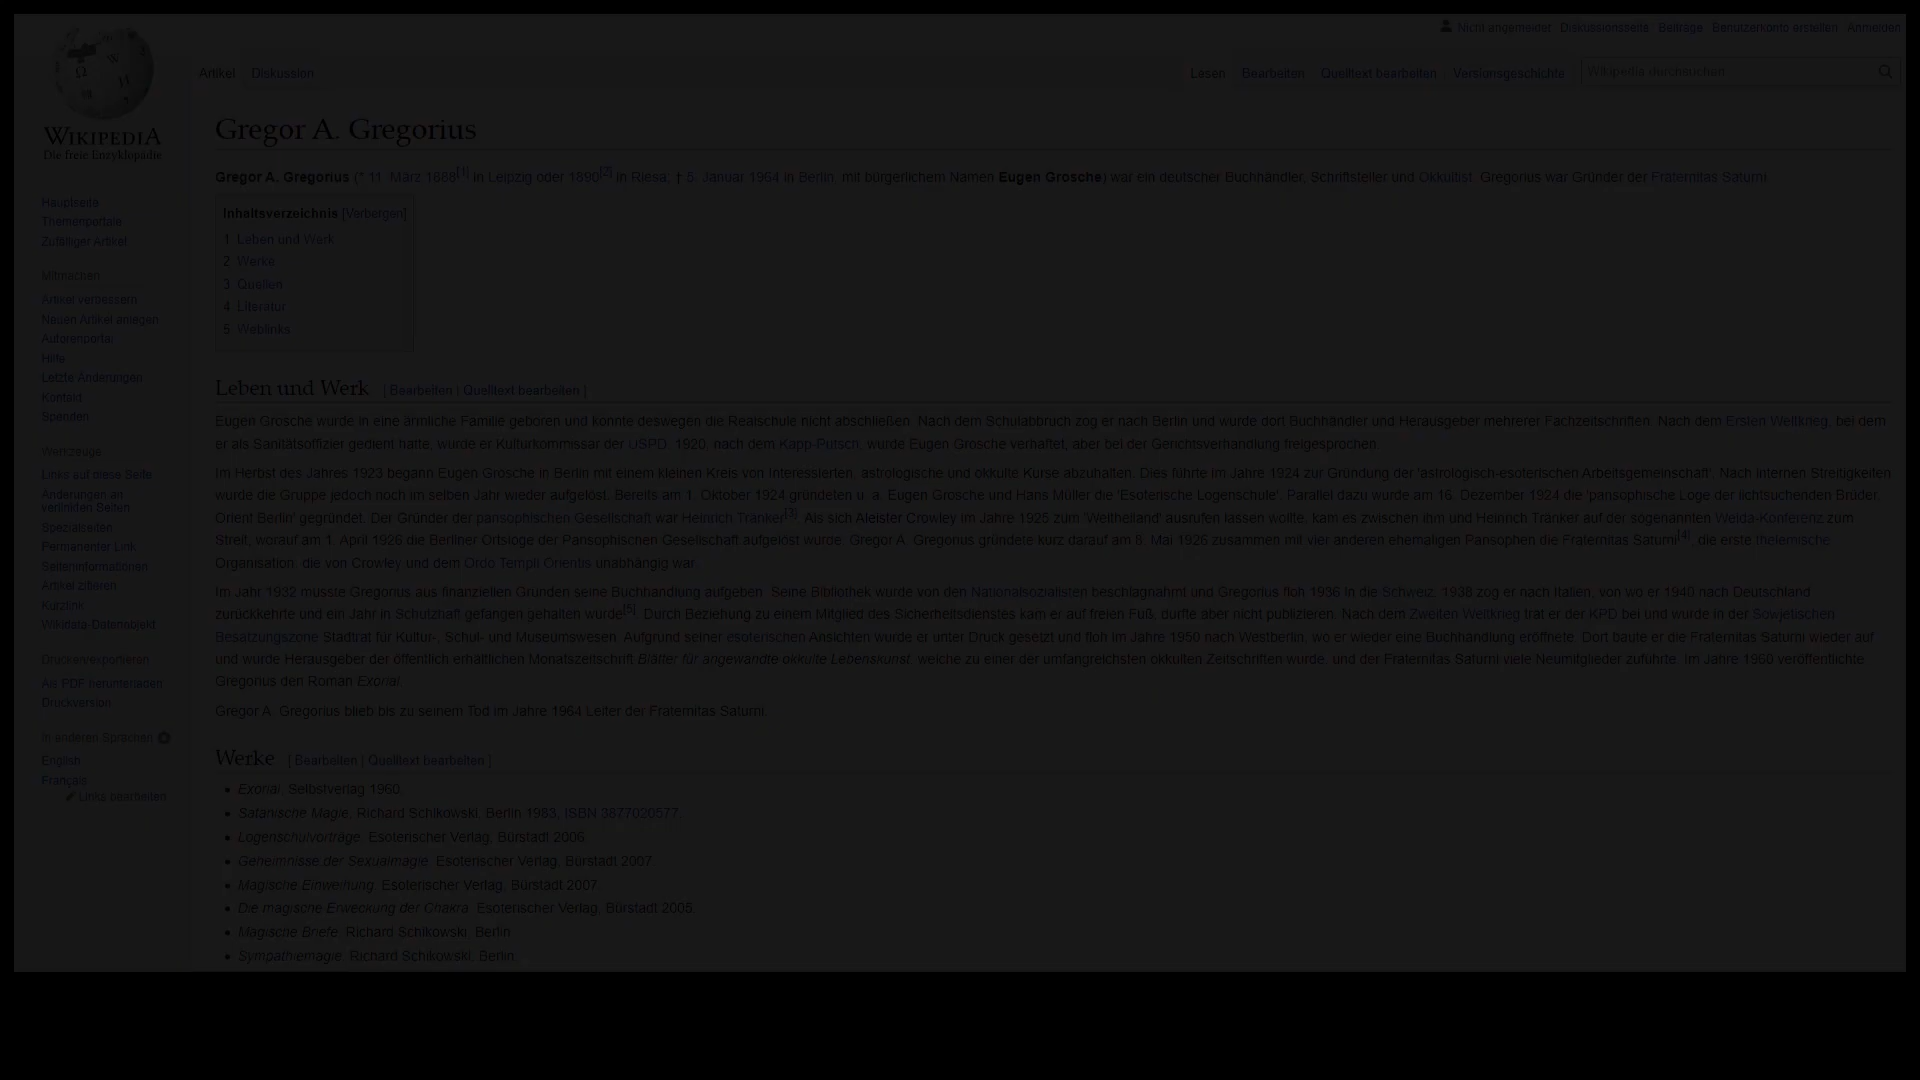 Nicht angemeldet Diskussionsseite Beiträge Benutzerkonto erstellen Anmelden
WIKIPEDIA
Die freie Enzyklopädie
Artikel Diskussion Lesen Bearbeiten Quelltext bearbeiten Versionsgeschichte Wikipedia durchsuchen
Hauptseite
Themenportale
Zufälliger Artikel
Mitmachen
Artikel verbessern
Neuen Artikel anlegen
Autorenportal
Hilfe
Letzte Änderungen
Kontakt
Spenden
Werkzeuge
Links auf diese Seite
Änderungen an
verlinkten Seiten
Spezialseiten
Permanenter Link
Seiteninformationen
Artikel zitieren
Kurzlink
Wikidata-Datenobjekt
Drucken/exportieren
Als PDF herunterladen
Druckversion
In anderen Sprachen
English
Français
Links bearbeiten
Gregor A. Gregorius
Gregor A. Gregorius (* 11. März 1888[1] in Leipzig oder 1890[2] in Riesa; † 5. Januar 1964 in Berlin, mit bürgerlichem Namen Eugen Grosche) war ein deutscher Buchhändler, Schriftsteller und Okkultist. Gregorius war Gründer der Fraternitas Saturni.
Inhaltsverzeichnis [Verbergen]
1 Leben und Werk
2 Werke
3 Quellen
4 Literatur
5 Weblinks
Leben und Werk [ Bearbeiten | Quelltext bearbeiten ]
Eugen Grosche wurde in eine ärmliche Familie geboren und konnte deswegen die Realschule nicht abschließen. Nach dem Schulabbruch zog er nach Berlin und wurde dort Buchhändler und Herausgeber mehrerer Fachzeitschriften. Nach dem Ersten Weltkrieg, bei dem
er als Sanitätsoffizier gedient hatte, wurde er Kulturkommissar der USPD. 1920, nach dem Kapp-Putsch, wurde Eugen Grosche verhaftet, aber bei der Gerichtsverhandlung freigesprochen.
Im Herbst des Jahres 1923 begann Eugen Grosche in Berlin mit einem kleinen Kreis von Interessierten, astrologische und okkulte Kurse abzuhalten. Dies führte im Jahre 1924 zur Gründung der 'astrologisch-esoterischen Arbeitsgemeinschaft'. Nach internen Streitigkeiten
wurde die Gruppe jedoch noch im selben Jahr wieder aufgelöst. Bereits am 1. Oktober 1924 gründeten u. a. Eugen Grosche und Hans Müller die 'Esoterische Logenschule'. Parallel dazu wurde am 16. Dezember 1924 die 'pansophische Loge der lichtsuchenden Brüder,
Orient Berlin' gegründet. Der Gründer der pansophischen Gesellschaft war Heinrich Tränker[3]. Als sich Aleister Crowley im Jahre 1925 zum 'Weltheiland' ausrufen lassen wollte, kam es zwischen ihm und Heinrich Tränker auf der sogenannten Weida-Konferenz zum
Streit, worauf am 1. April 1926 die Berliner Ortsloge der Pansophischen Gesellschaft aufgelöst wurde. Gregor A. Gregorius gründete kurz darauf am 8. Mai 1926 zusammen mit vier anderen ehemaligen Pansophen die Fraternitas Saturni[4], die erste thelemische
Organisation, die von Crowley und dem Ordo Templi Orientis unabhängig war.
Im Jahr 1932 musste Gregorius aus finanziellen Gründen seine Buchhandlung aufgeben. Seine Bibliothek wurde von den Nationalsozialisten beschlagnahmt und Gregorius floh 1936 in die Schweiz. 1938 zog er nach Italien, von wo er 1940 nach Deutschland
zurückkehrte und ein Jahr in Schutzhaft gefangen gehalten wurde[5]. Durch Beziehung zu einem Mitglied des Sicherheitsdienstes kam er auf freien Fuß, durfte aber nicht publizieren. Nach dem Zweiten Weltkrieg trat er der KPD bei und wurde in der Sowjetischen
Besatzungszone Stadtrat für Kultur-, Schul- und Museumswesen. Aufgrund seiner esoterischen Ansichten wurde er unter Druck gesetzt und floh im Jahre 1950 nach Westberlin, wo er wieder eine Buchhandlung eröffnete. Dort baute er die Fraternitas Saturni wieder auf
und wurde Herausgeber der öffentlich erhältlichen Monatszeitschrift Blätter für angewandte okkulte Lebenskunst, welche zu einer der umfangreichsten okkulten Zeitschriften wurde, und der Fraternitas Saturni viele Neumitglieder zuführte. Im Jahre 1960 veröffentlichte
Gregorius den Roman Exorial.
Gregor A. Gregorius blieb bis zu seinem Tod im Jahre 1964 Leiter der Fraternitas Saturni.
Werke [ Bearbeiten | Quelltext bearbeiten ]
Exorial. Selbstverlag 1960.
Satanische Magie. Richard Schikowski, Berlin 1983, ISBN 3877020577.
Logenschulvorträge. Esoterischer Verlag, Bürstadt 2006.
Geheimnisse der Sexualmagie. Esoterischer Verlag, Bürstadt 2007.
Magische Einweihung. Esoterischer Verlag, Bürstadt 2007.
Die magische Erweckung der Chakra. Esoterischer Verlag, Bürstadt 2005.
Magische Briefe. Richard Schikowski, Berlin.
Sympathiemagie. Richard Schikowski, Berlin.